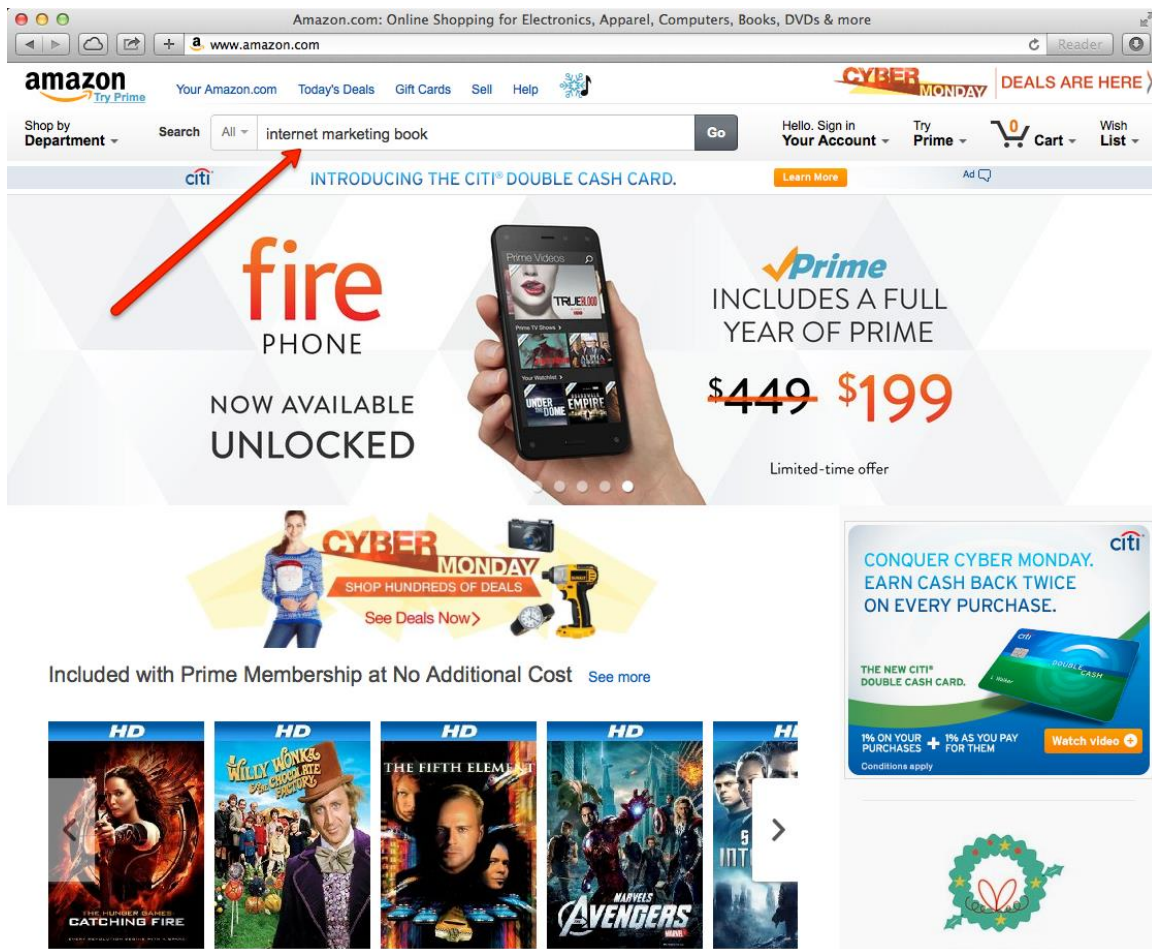 Amazon.com: Online Shopping for Electronics, Apparel, Computers, Books, DVDs & more
www.amazon.com
Reader
amazon
Try Prime
Your Amazon.com Today's Deals Gift Cards Sell Help
CYBER MONDAY DEALS ARE HERE
Shop by
Department
Search All internet marketing book Go
Hello. Sign in
Your Account
Try
Prime
0
Cart
Wish
List
citi INTRODUCING THE CITI® DOUBLE CASH CARD. Learn More Ad
fire
PHONE
NOW AVAILABLE
UNLOCKED
Prime Videos
TRUE BLOOD
Prime TV Shows >
Your Watchlist >
UNDER THE DOME
BOARDWALK EMPIRE
Prime
INCLUDES A FULL
YEAR OF PRIME
$449 $199
Limited-time offer
CYBER
MONDAY
SHOP HUNDREDS OF DEALS
See Deals Now>
citi
CONQUER CYBER MONDAY.
EARN CASH BACK TWICE
ON EVERY PURCHASE.
citi
DOUBLE CASH
THE NEW CITI®
DOUBLE CASH CARD.
1% ON YOUR PURCHASES + 1% AS YOU PAY FOR THEM
Watch video
Conditions apply
Included with Prime Membership at No Additional Cost See more
HD
THE HUNGER GAMES
CATCHING FIRE
HD
WILLY WONKA
& THE CHOCOLATE
FACTORY
HD
THE FIFTH ELEMENT
HD
MARVEL'S
AVENGERS